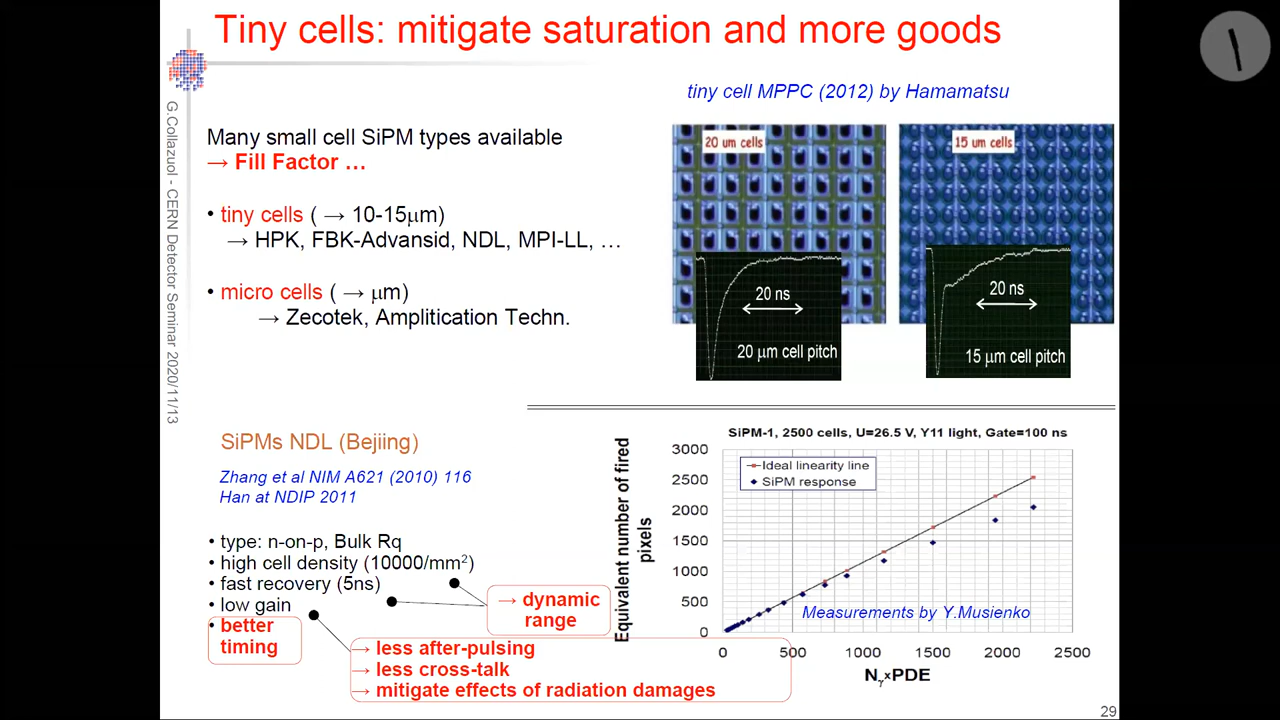 Tiny cells: mitigate saturation and more goods
G.Collazuol - CERN Detector Seminar 2020/11/13
tiny cell MPPC (2012) by Hamamatsu
Many small cell SiPM types available
→ Fill Factor …
• tiny cells ( → 10-15μm)
→ HPK, FBK-Advansid, NDL, MPI-LL, …
• micro cells ( → μm)
→ Zecotek, Amplitication Techn.
20 um cells
20 ns
20 μm cell pitch
15 um cells
20 ns
15 μm cell pitch
SiPMs NDL (Bejiing)
Zhang et al NIM A621 (2010) 116
Han at NDIP 2011
• type: n-on-p, Bulk Rq
• high cell density (10000/mm²)
• fast recovery (5ns)
• low gain
• better
timing
→ dynamic
range
→ less after-pulsing
→ less cross-talk
→ mitigate effects of radiation damages
SiPM-1, 2500 cells, U=26.5 V, Y11 light, Gate=100 ns
Equivalent number of fired
pixels
3000
2500
2000
1500
1000
500
0
Ideal linearity line
SiPM response
Measurements by Y.Musienko
0 500 1000 1500 2000 2500
Nγ×PDE
29